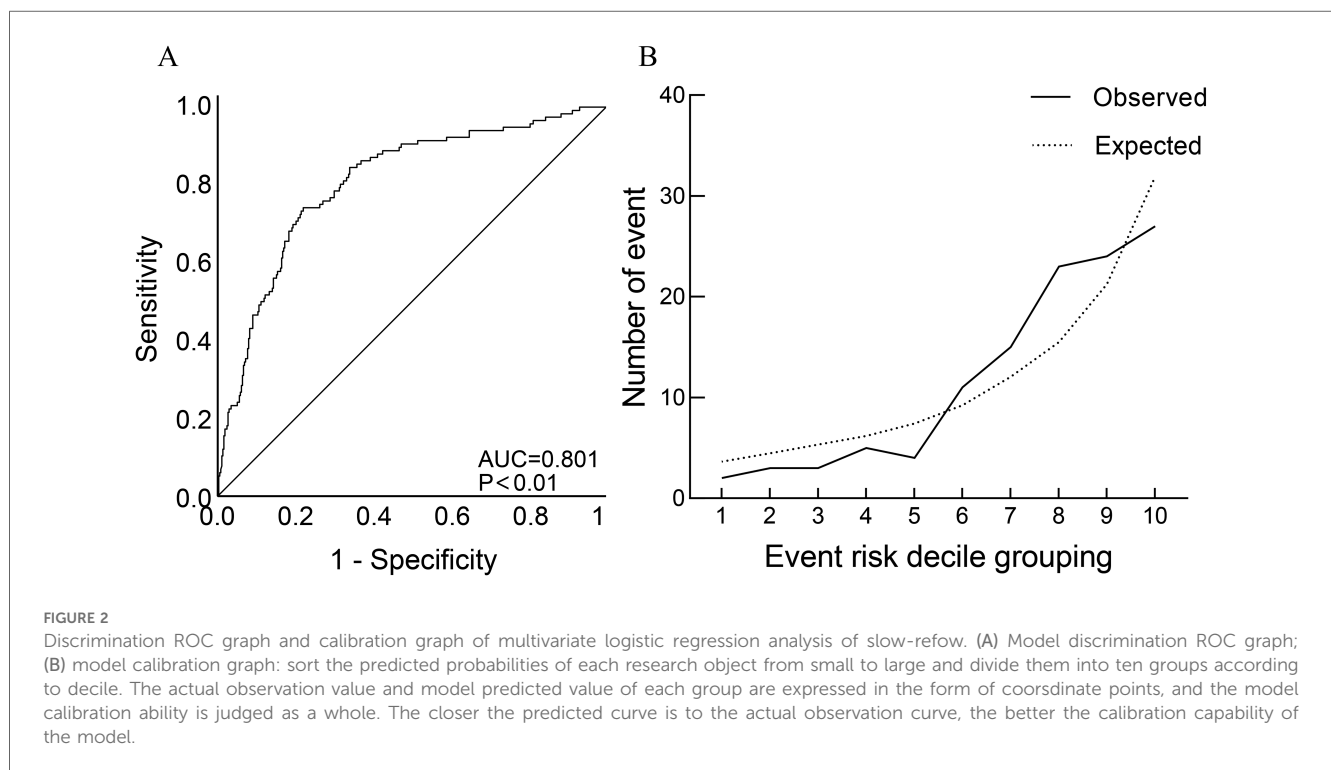 A
1.0
0.8
0.6
0.4
0.2
0.0
Sensitivity
AUC=0.801
P<0.01
0.0 0.2 0.4 0.6 0.8 1
1 - Specificity
B
40
30
20
10
0
Number of event
Observed
Expected
1 2 3 4 5 6 7 8 9 10
Event risk decile grouping
FIGURE 2
Discrimination ROC graph and calibration graph of multivariate logistic regression analysis of slow-refow. (A) Model discrimination ROC graph;
(B) model calibration graph: sort the predicted probabilities of each research object from small to large and divide them into ten groups according
to decile. The actual observation value and model predicted value of each group are expressed in the form of coorsdinate points, and the model
calibration ability is judged as a whole. The closer the predicted curve is to the actual observation curve, the better the calibration capability of
the model.